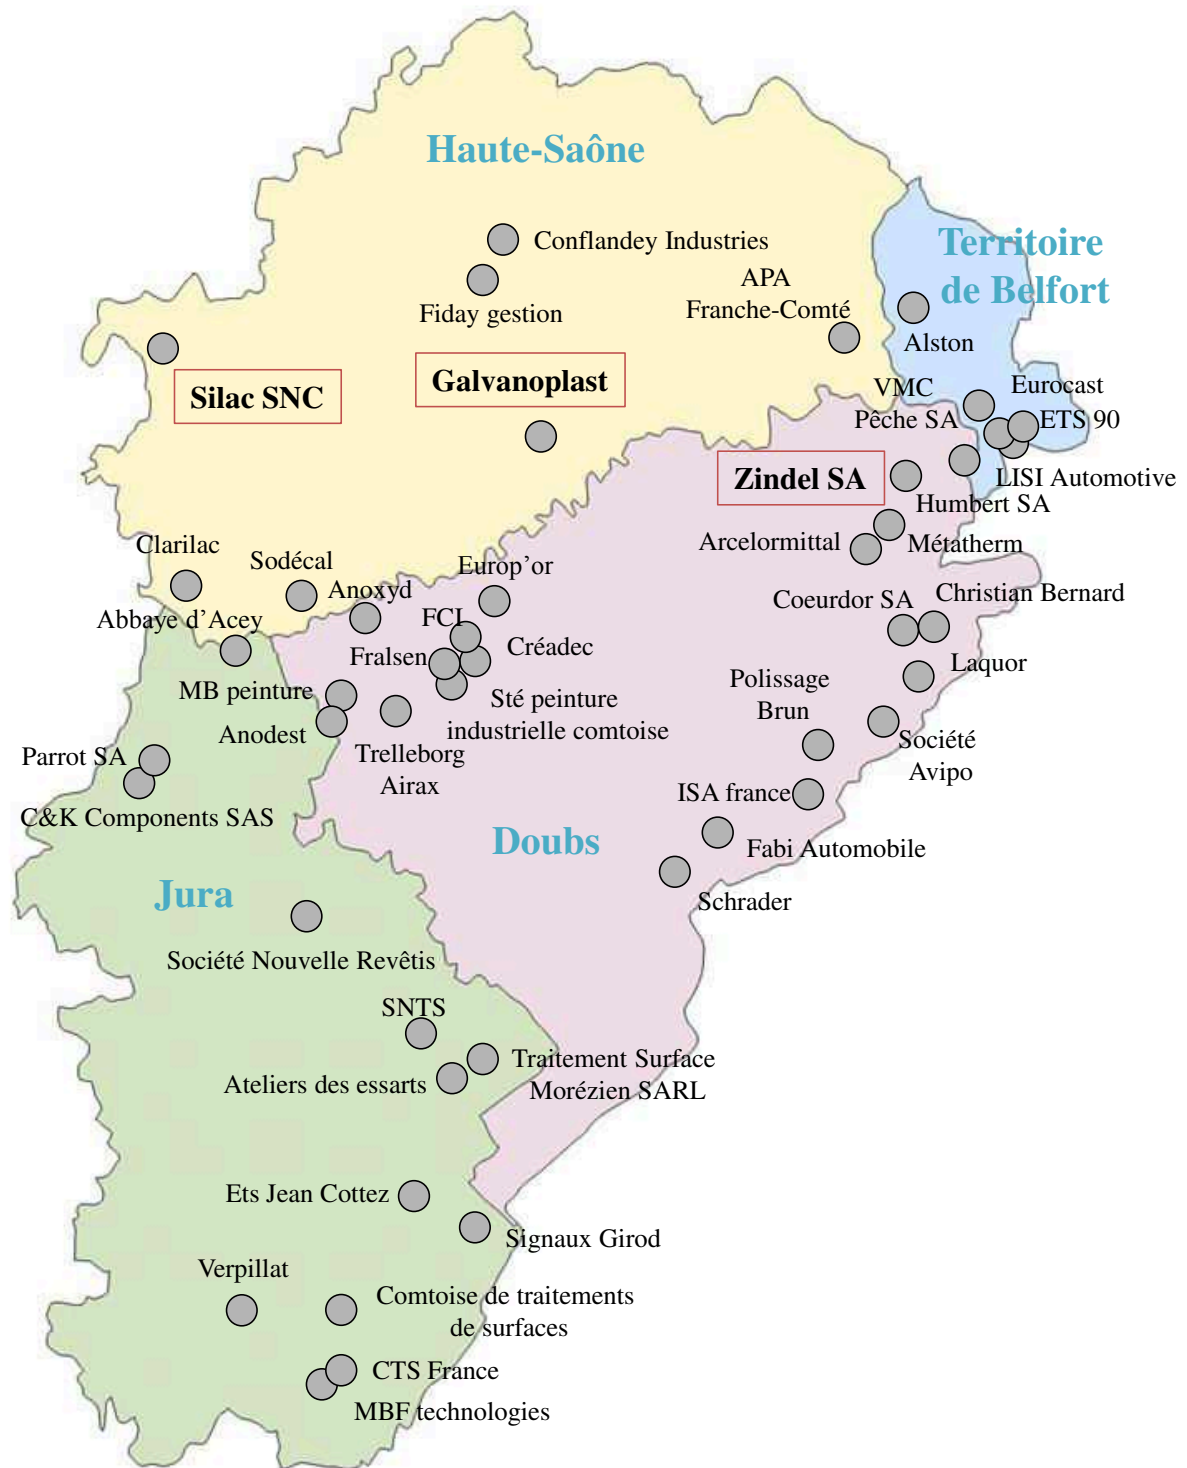 Haute-Saône
Territoire
de Belfort
Conflandey Industries
APA
Franche-Comté
Fiday gestion
Alston
Galvanoplast
Silac SNC
VMC
Pêche SA
Eurocast
ETS 90
Zindel SA
LISI Automotive
Humbert SA
Arcelormittal
Métatherm
Clarilac
Sodécal
Anoxyd
Europ’or
Abbaye d’Acey
FCI
Coeurdor SA
Christian Bernard
Fralsen
Créadec
Laquor
MB peinture
Polissage
Brun
Sté peinture
industrielle comtoise
Anodest
Trelleborg
Airax
Société
Avipo
Parrot SA
C&K Components SAS
ISA france
Doubs
Fabi Automobile
Jura
Schrader
Société Nouvelle Revêtis
SNTS
Traitement Surface
Morézien SARL
Ateliers des essarts
Ets Jean Cottez
Signaux Girod
Verpillat
Comtoise de traitements
de surfaces
CTS France
MBF technologies